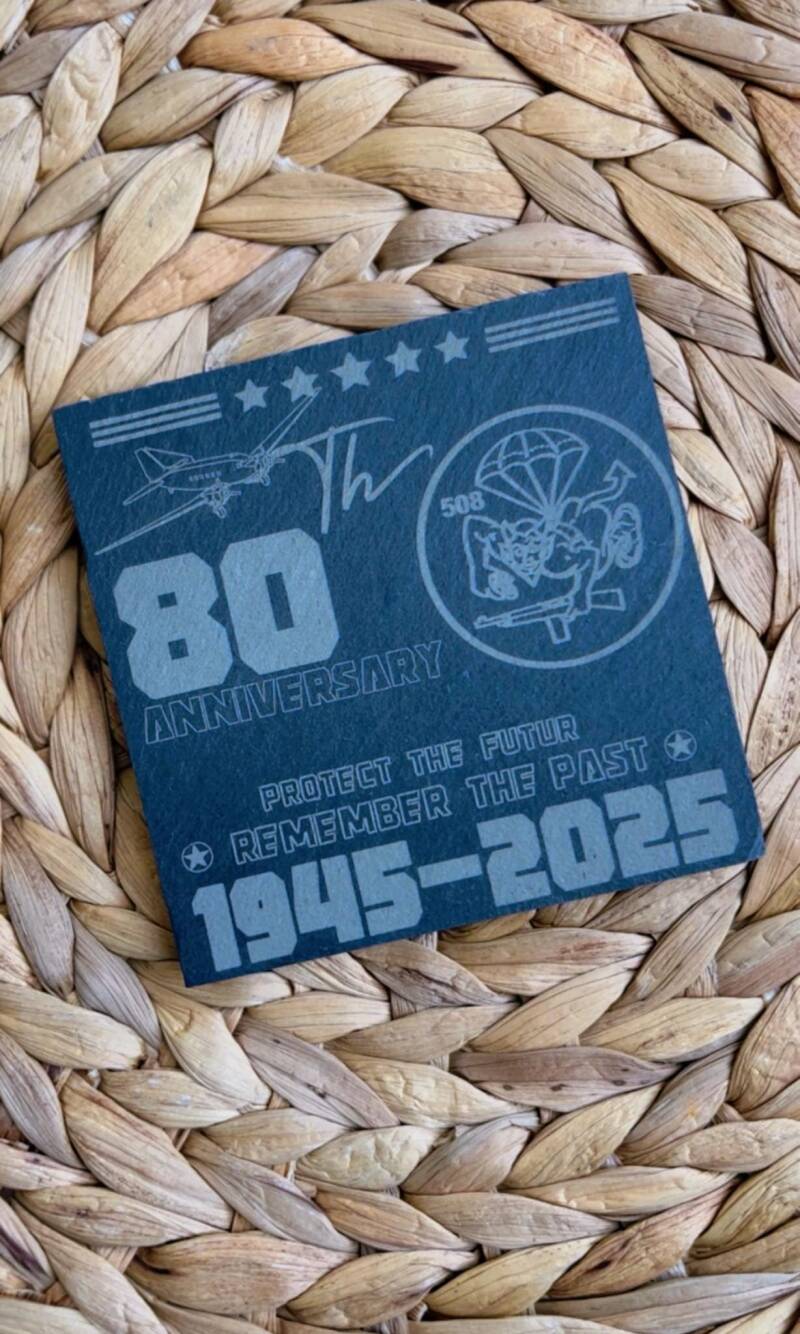 Th
508
80
ANNIVERSARY
PROTECT THE FUTUR
REMEMBER THE PAST
1945-2025